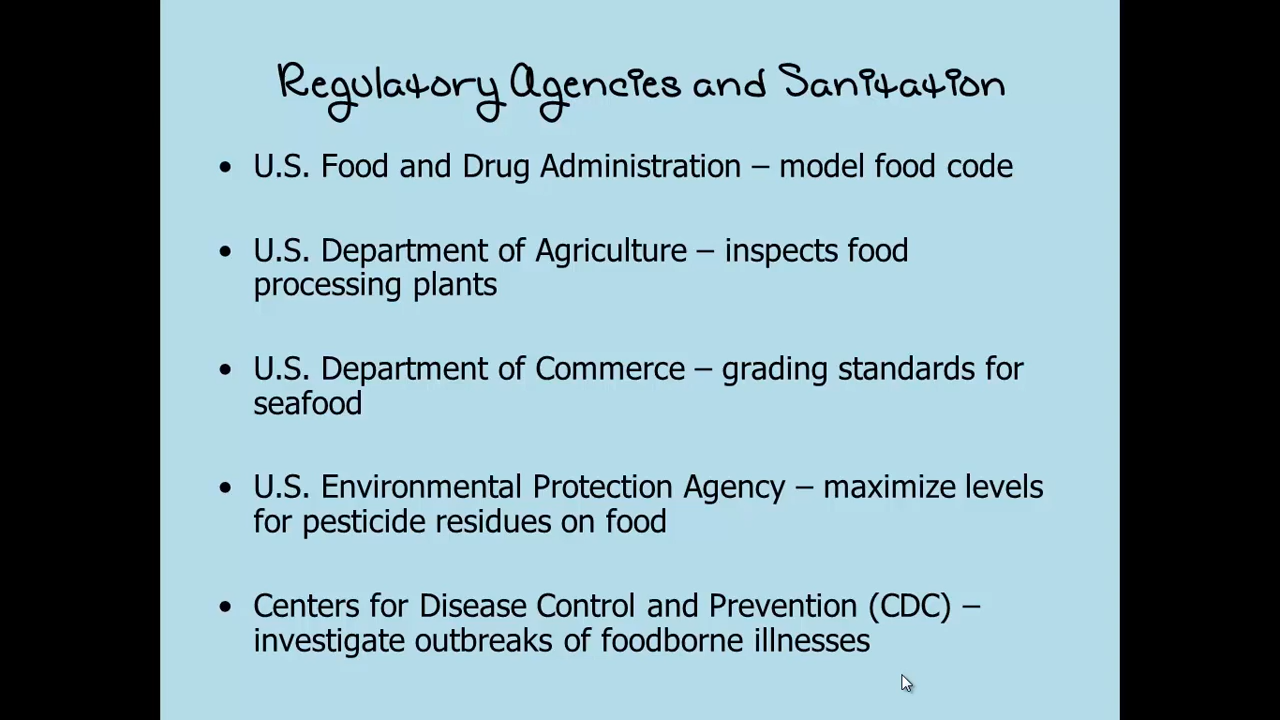 Regulatory Agencies and Sanitation
• U.S. Food and Drug Administration – model food code
• U.S. Department of Agriculture – inspects food
processing plants
• U.S. Department of Commerce – grading standards for
seafood
• U.S. Environmental Protection Agency – maximize levels
for pesticide residues on food
• Centers for Disease Control and Prevention (CDC) –
investigate outbreaks of foodborne illnesses